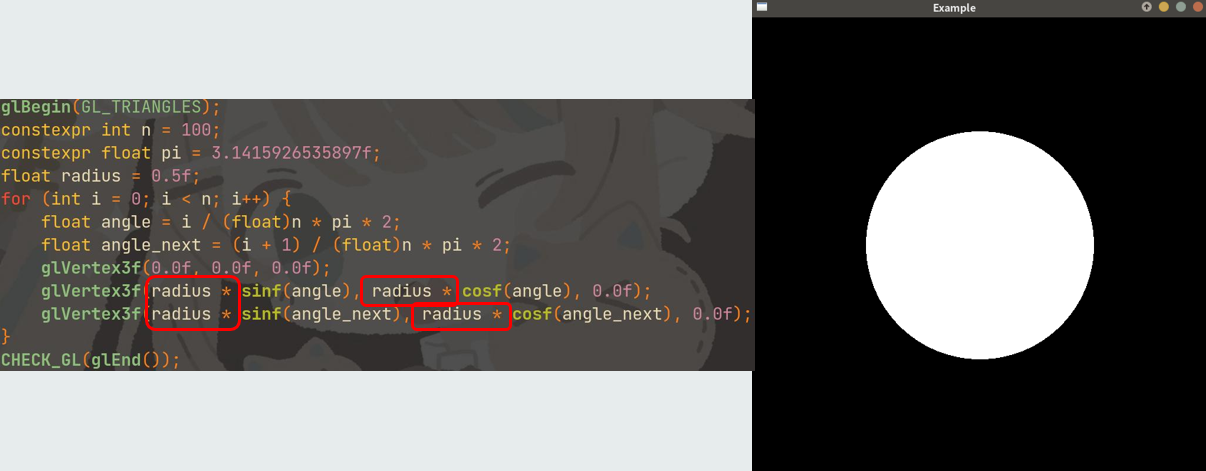 Example
glBegin(GL_TRIANGLES);
constexpr int n = 100;
constexpr float pi = 3.1415926535897f;
float radius = 0.5f;
for (int i = 0; i < n; i++) {
    float angle = i / (float)n * pi * 2;
    float angle_next = (i + 1) / (float)n * pi * 2;
    glVertex3f(0.0f, 0.0f, 0.0f);
    glVertex3f(radius * sinf(angle), radius * cosf(angle), 0.0f);
    glVertex3f(radius * sinf(angle_next), radius * cosf(angle_next), 0.0f);
}
CHECK_GL(glEnd());